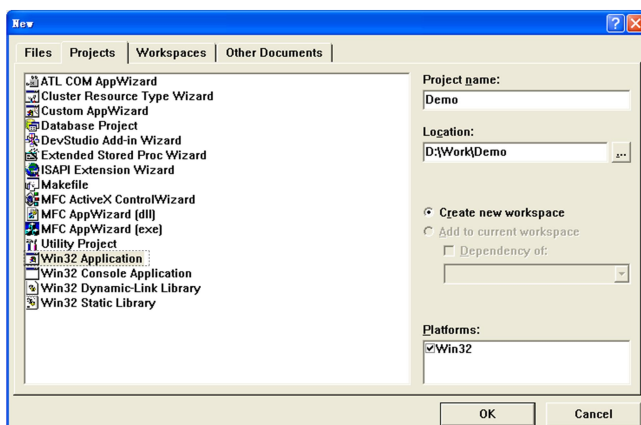 New
Files Projects Workspaces Other Documents
ATL COM AppWizard
Cluster Resource Type Wizard
Custom AppWizard
Database Project
DevStudio Add-in Wizard
Extended Stored Proc Wizard
ISAPI Extension Wizard
Makefile
MFC ActiveX ControlWizard
MFC AppWizard (dll)
MFC AppWizard (exe)
Utility Project
Win32 Application
Win32 Console Application
Win32 Dynamic-Link Library
Win32 Static Library
Project name:
Demo
Location:
D:\Work\Demo
...
Create new workspace
Add to current workspace
Dependency of:
Platforms:
Win32
OK Cancel